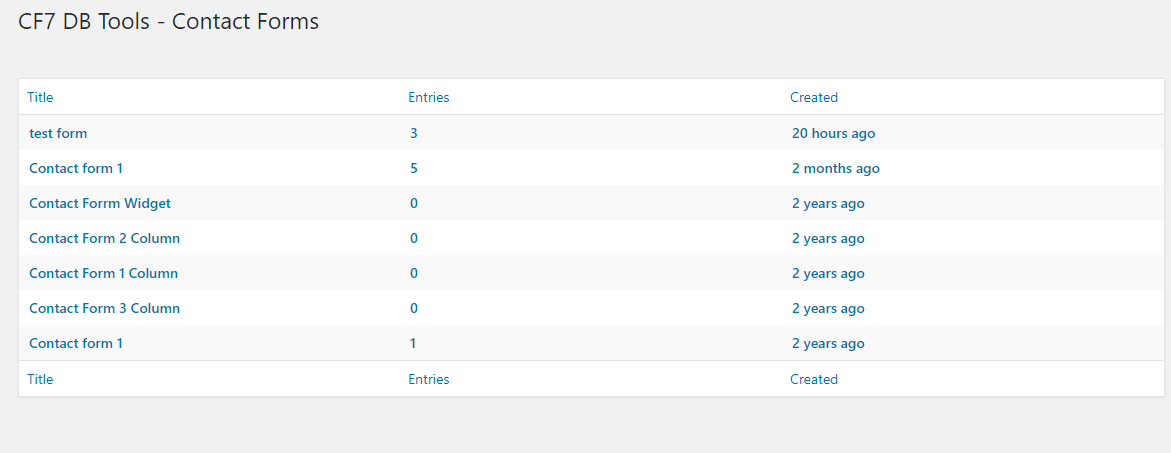 CF7 DB Tools - Contact Forms
Title Entries Created
test form 3 20 hours ago
Contact form 1 5 2 months ago
Contact Forrm Widget 0 2 years ago
Contact Form 2 Column 0 2 years ago
Contact Form 1 Column 0 2 years ago
Contact Form 3 Column 0 2 years ago
Contact form 1 1 2 years ago
Title Entries Created